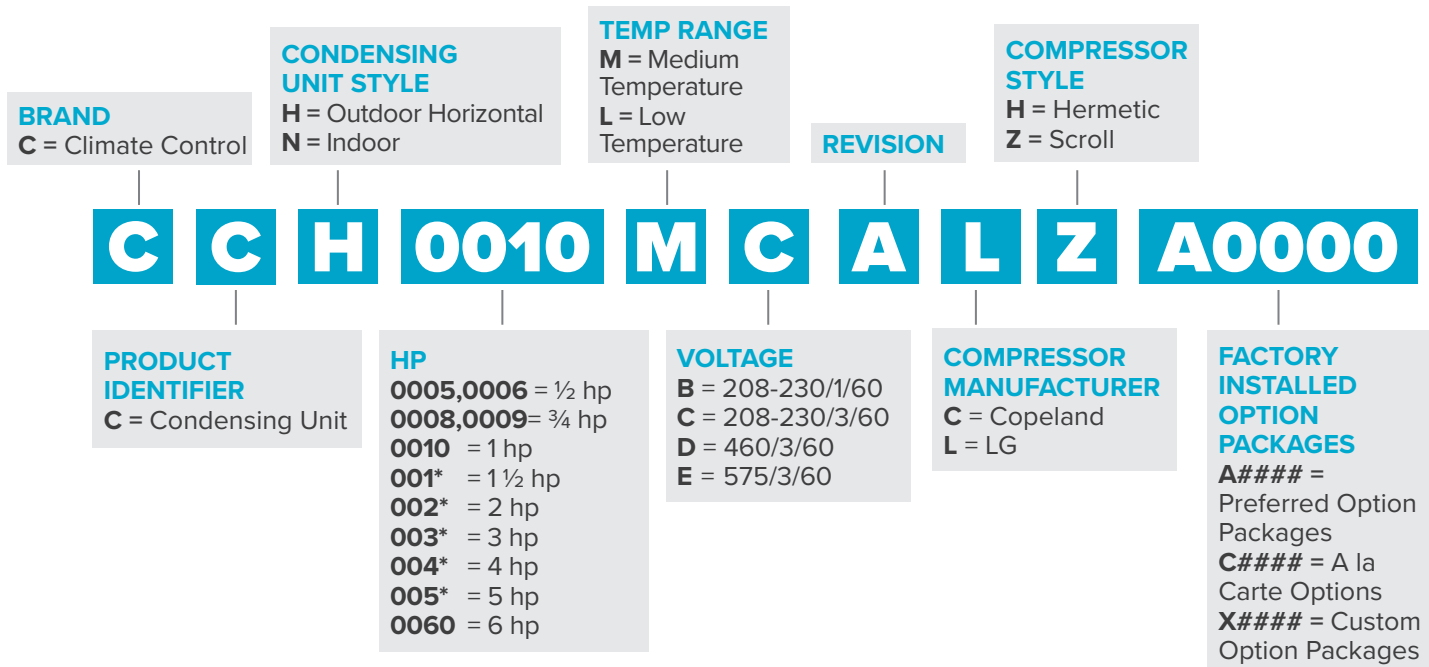 BRAND
C = Climate Control
CONDENSING
UNIT STYLE
H = Outdoor Horizontal
N = Indoor
TEMP RANGE
M = Medium
Temperature
L = Low
Temperature
REVISION
COMPRESSOR
STYLE
H = Hermetic
Z = Scroll
C C H 0010 M C A L Z A0000
PRODUCT
IDENTIFIER
C = Condensing Unit
HP
0005,0006 = ½ hp
0008,0009= ¾ hp
0010 = 1 hp
001* = 1 ½ hp
002* = 2 hp
003* = 3 hp
004* = 4 hp
005* = 5 hp
0060 = 6 hp
VOLTAGE
B = 208-230/1/60
C = 208-230/3/60
D = 460/3/60
E = 575/3/60
COMPRESSOR
MANUFACTURER
C = Copeland
L = LG
FACTORY
INSTALLED
OPTION
PACKAGES
A#### =
Preferred Option
Packages
C#### = A la
Carte Options
X#### = Custom
Option Packages